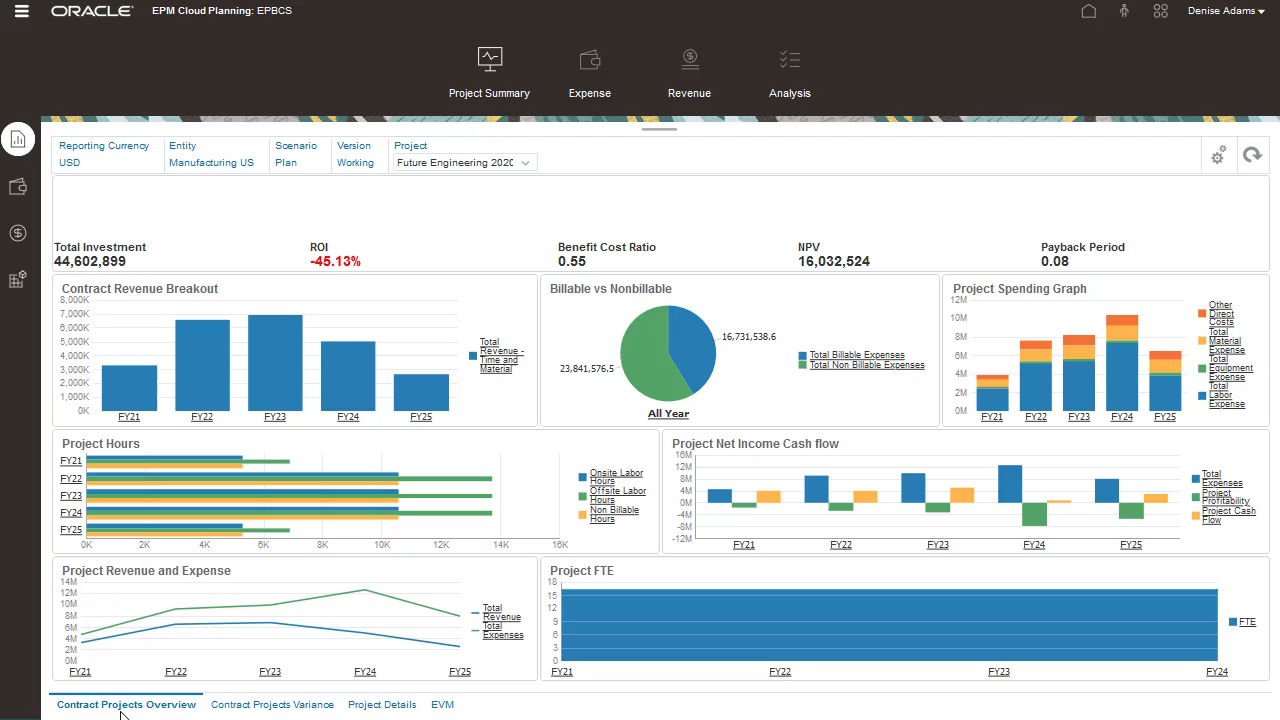 ORACLE EPM Cloud Planning: EPBCS
Denise Adams
Project Summary Expense Revenue Analysis
Reporting Currency Entity Scenario Version Project
USD Manufacturing US Plan Working Future Engineering 2020
Total Investment ROI Benefit Cost Ratio NPV Payback Period
44,602,899 -45.13% 0.55 16,032,524 0.08
Contract Revenue Breakout
8,000K
7,000K
6,000K
5,000K
4,000K
3,000K
2,000K
1,000K
0K
FY21 FY22 FY23 FY24 FY25
Total
Revenue -
Time and
Material
Billable vs Nonbillable
16,731,538.6
23,841,576.5
All Year
Total Billable Expenses
Total Non Billable Expenses
Project Spending Graph
12M
10M
8M
6M
4M
2M
0M
FY21 FY22 FY23 FY24 FY25
Other
Direct
Costs
Total
Material
Expense
Total
Equipment
Expense
Total
Labor
Expense
Project Hours
FY21
FY22
FY23
FY24
FY25
0K 2K 4K 6K 8K 10K 12K 14K 16K
Onsite Labor
Hours
Offsite Labor
Hours
Non Billable
Hours
Project Net Income Cash flow
16M
12M
8M
4M
0M
-4M
-8M
-12M
FY21 FY22 FY23 FY24 FY25
Total
Expenses
Project
Profitability
Project Cash
Flow
Project Revenue and Expense
14M
12M
10M
8M
6M
4M
2M
0M
FY21 FY22 FY23 FY24 FY25
Total
Revenue
Total
Expenses
Project FTE
18
15
12
9
6
3
0
FY21 FY22 FY23 FY24
FTE
Contract Projects Overview Contract Projects Variance Project Details EVM